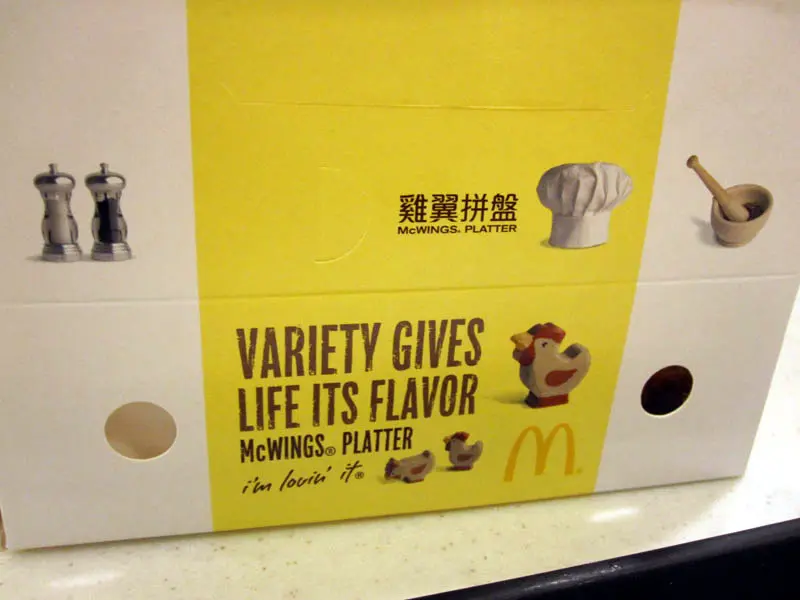 雞翼拼盤
McWINGS® PLATTER
VARIETY GIVES
LIFE ITS FLAVOR
McWINGS® PLATTER
i'm lovin' it®